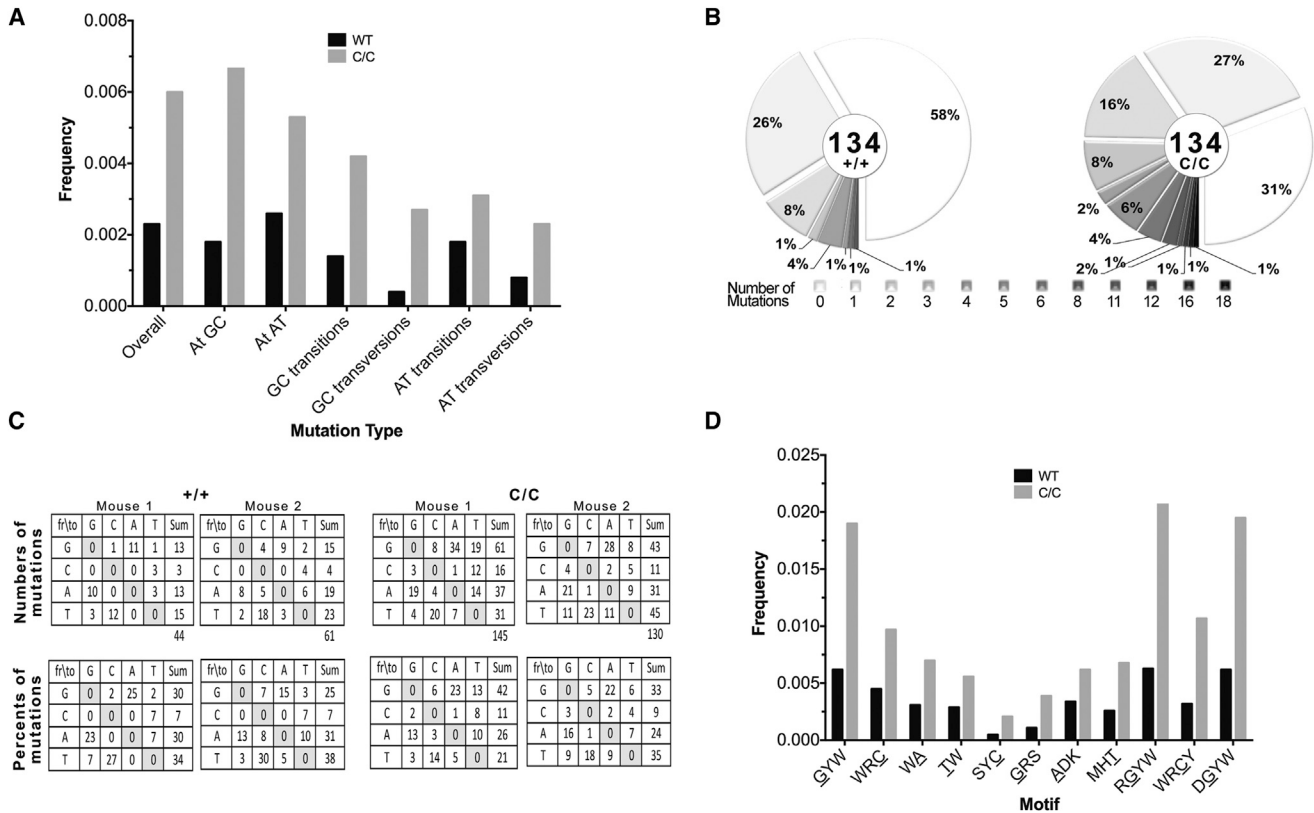 A
0.008
0.006
0.004
0.002
0.000
Frequency
WT
C/C
Overall
At GC
At AT
GC transitions
GC transversions
AT transitions
AT transversions
Mutation Type
B
26%
58%
8%
1%
4%
1%
1%
1%
134
+/+
27%
16%
8%
2%
6%
4%
2%
1%
1%
1%
1%
31%
134
C/C
Number of
Mutations
0 1 2 3 4 5 6 8 11 12 16 18
C
+/+
C/C
Numbers of
mutations
Mouse 1
fr\to G C A T Sum
G 0 1 11 1 13
C 0 0 0 3 3
A 10 0 0 3 13
T 3 12 0 0 15
44
Mouse 2
fr\to G C A T Sum
G 0 4 9 2 15
C 0 0 0 4 4
A 8 5 0 6 19
T 2 18 3 0 23
61
Mouse 1
fr\to G C A T Sum
G 0 8 34 19 61
C 3 0 1 12 16
A 19 4 0 14 37
T 4 20 7 0 31
145
Mouse 2
fr\to G C A T Sum
G 0 7 28 8 43
C 4 0 2 5 11
A 21 1 0 9 31
T 11 23 11 0 45
130
Percents of
mutations
fr\to G C A T Sum
G 0 2 25 2 30
C 0 0 0 7 7
A 23 0 0 7 30
T 7 27 0 0 34
fr\to G C A T Sum
G 0 7 15 3 25
C 0 0 0 7 7
A 13 8 0 10 31
T 3 30 5 0 38
fr\to G C A T Sum
G 0 6 23 13 42
C 2 0 1 8 11
A 13 3 0 10 26
T 3 14 5 0 21
fr\to G C A T Sum
G 0 5 22 6 33
C 3 0 2 4 9
A 16 1 0 7 24
T 9 18 9 0 35
D
0.025
0.020
0.015
0.010
0.005
0.000
Frequency
WT
C/C
GYW
WRC
WA
TW
SYC
GRS
ADK
MHT
RGYW
WRCY
DGYW
Motif